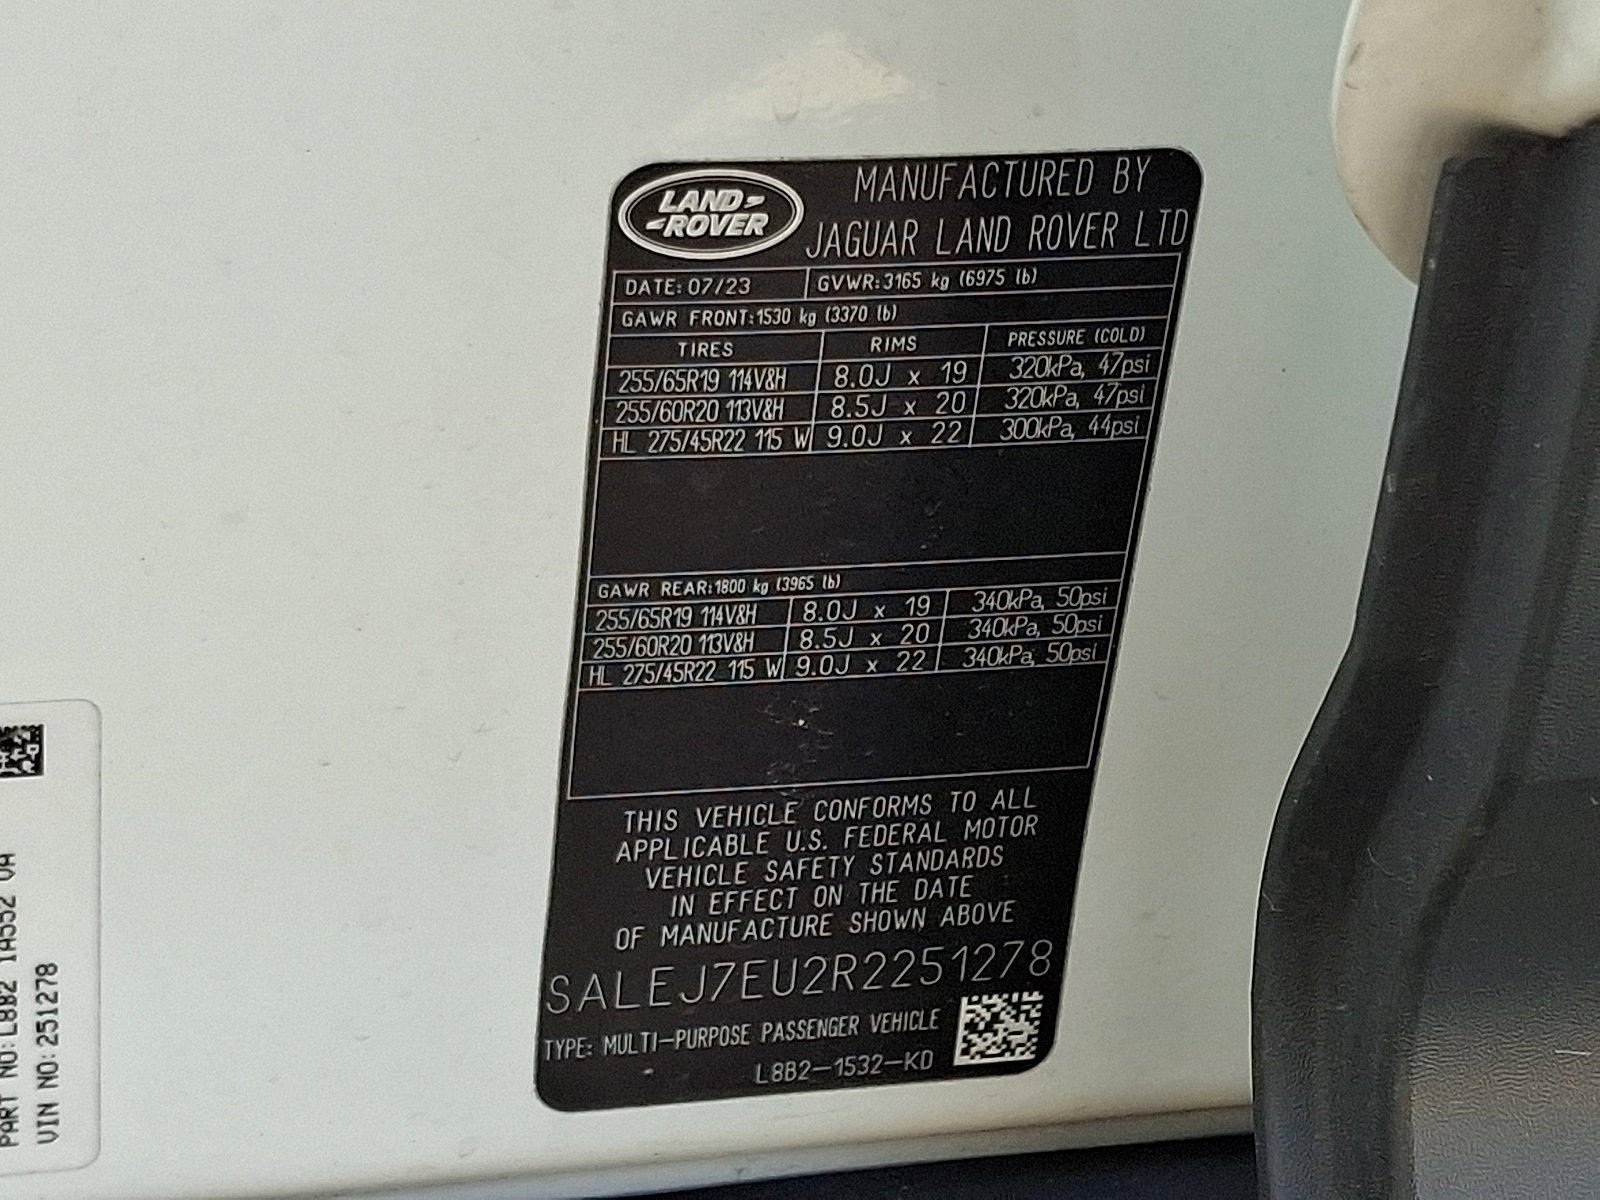 LAND-
-ROVER
MANUFACTURED BY
JAGUAR LAND ROVER LTD
DATE: 07/23 GVWR:3165 kg (6975 lb)
GAWR FRONT:1530 kg (3370 lb)
TIRES RIMS PRESSURE (COLD)
255/65R19 114V&H 8.0J x 19 320kPa, 47psi
255/60R20 113V&H 8.5J x 20 320kPa, 47psi
HL 275/45R22 115 W 9.0J x 22 300kPa, 44psi
GAWR REAR:1800 kg (3965 lb)
255/65R19 114V&H 8.0J x 19 340kPa, 50psi
255/60R20 113V&H 8.5J x 20 340kPa, 50psi
HL 275/45R22 115 W 9.0J x 22 340kPa, 50psi
THIS VEHICLE CONFORMS TO ALL
APPLICABLE U.S. FEDERAL MOTOR
VEHICLE SAFETY STANDARDS
IN EFFECT ON THE DATE
OF MANUFACTURE SHOWN ABOVE
SALEJ7EU2R2251278
TYPE: MULTI-PURPOSE PASSENGER VEHICLE
L8B2-1532-KD
PART NO:L8B2 1A552 UA
VIN NO:251278